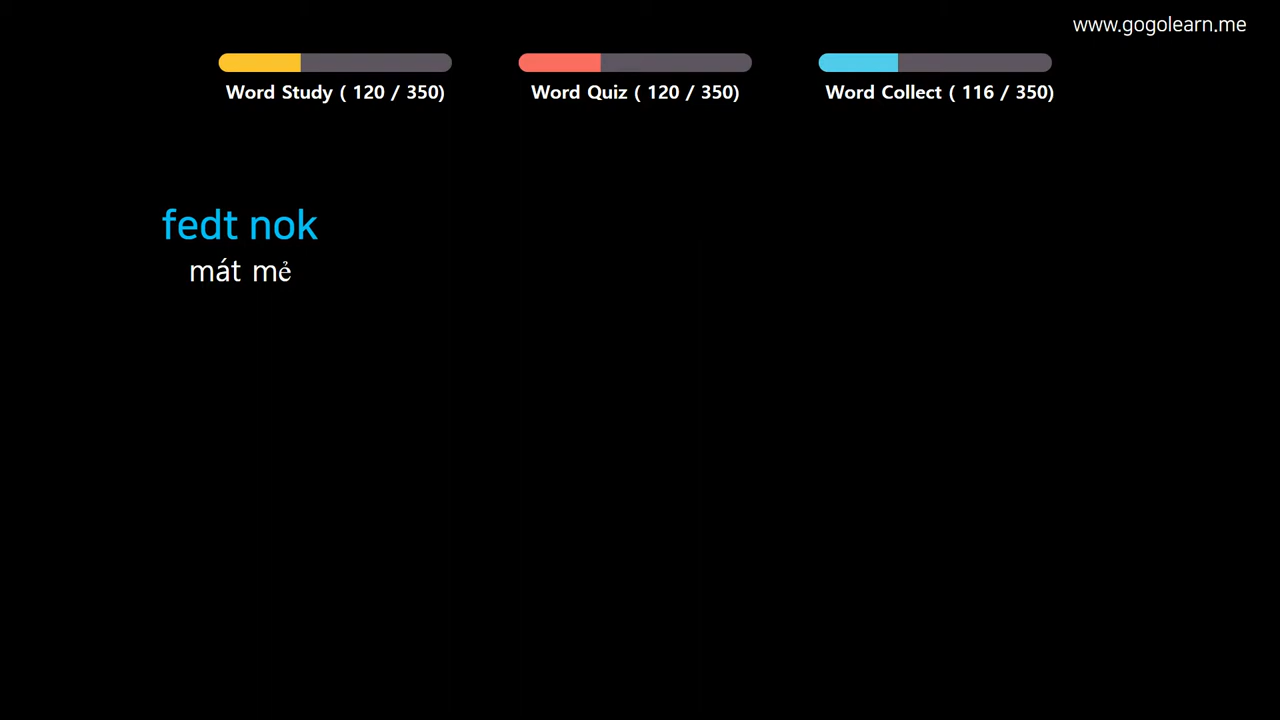 www.gogolearn.me
Word Study ( 120 / 350)
Word Quiz ( 120 / 350)
Word Collect ( 116 / 350)
fedt nok
mát mẻ